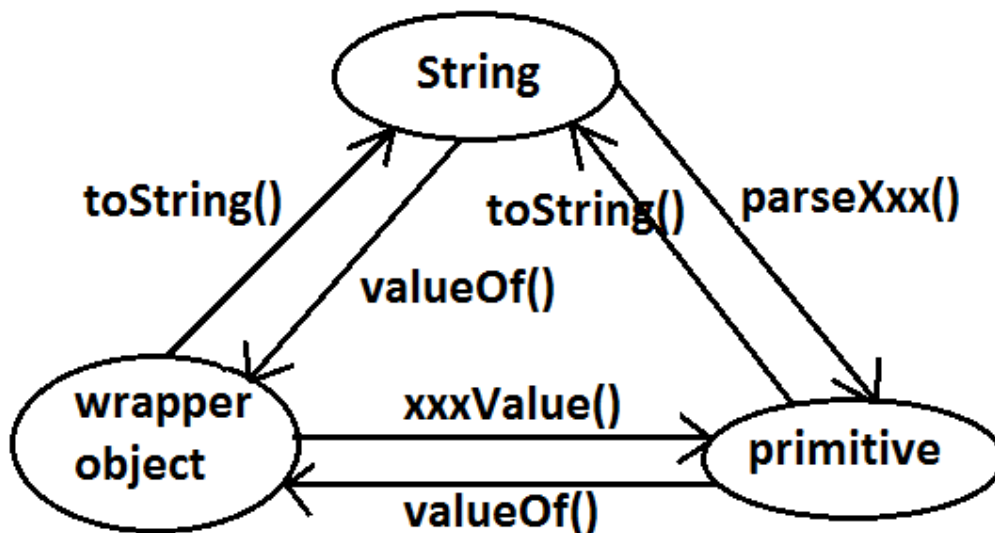 String
toString()
toString()
parseXxx()
valueOf()
wrapper
object
xxxValue()
primitive
valueOf()